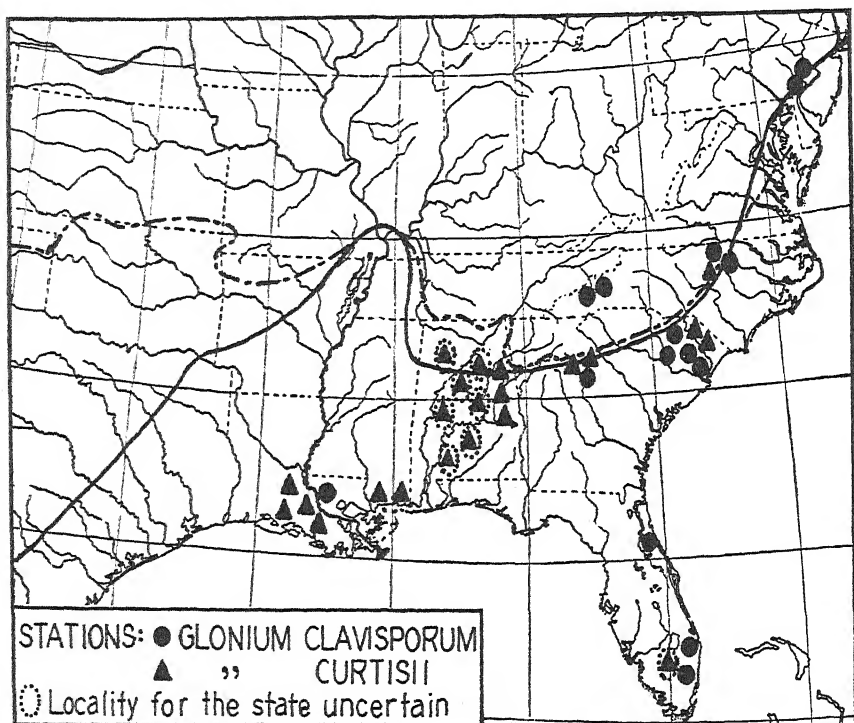 STATIONS: ● GLONIUM CLAVISPORUM
▲ ” CURTISII
Locality for the state uncertain